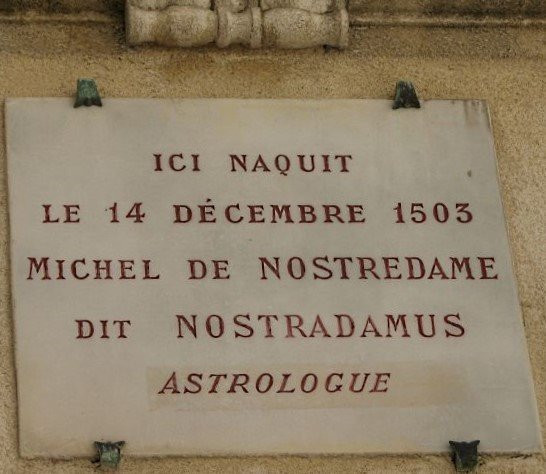 ICI NAQUIT
LE 14 DÉCEMBRE 1503
MICHEL DE NOSTREDAME
DIT NOSTRADAMUS
ASTROLOGUE